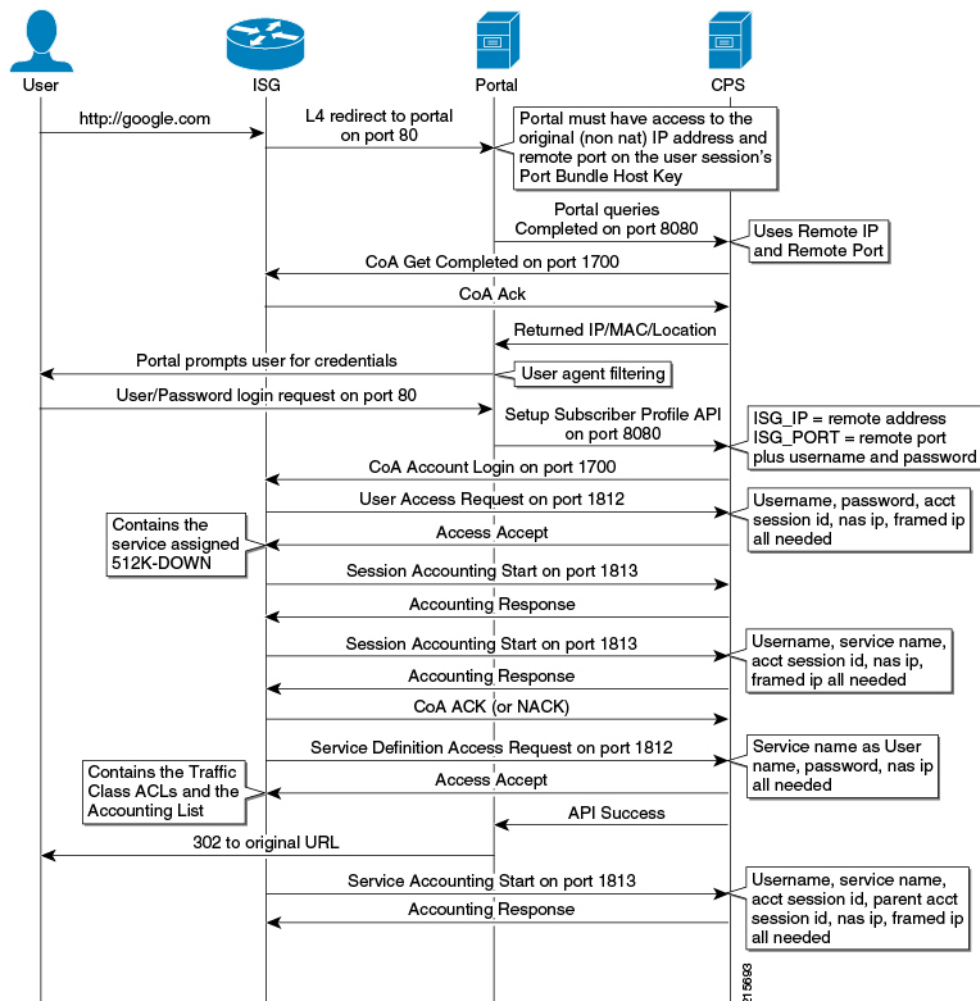 User
ISG
Portal
CPS
http://google.com
L4 redirect to portal
on port 80
Portal must have access to the
original (non nat) IP address and
remote port on the user session's
Port Bundle Host Key
Portal queries
Completed on port 8080
Uses Remote IP
and Remote Port
CoA Get Completed on port 1700
CoA Ack
Returned IP/MAC/Location
Portal prompts user for credentials
User agent filtering
User/Password login request on port 80
Setup Subscriber Profile API
on port 8080
ISG_IP = remote address
ISG_PORT = remote port
plus username and password
CoA Account Login on port 1700
User Access Request on port 1812
Username, password, acct
session id, nas ip, framed ip
all needed
Contains the
service assigned
512K-DOWN
Access Accept
Session Accounting Start on port 1813
Accounting Response
Session Accounting Start on port 1813
Username, service name,
acct session id, nas ip,
framed ip all needed
Accounting Response
CoA ACK (or NACK)
Service Definition Access Request on port 1812
Service name as User
name, password, nas ip
all needed
Contains the Traffic
Class ACLs and the
Accounting List
Access Accept
API Success
302 to original URL
Service Accounting Start on port 1813
Username, service name,
acct session id, parent acct
session id, nas ip, framed ip
all needed
Accounting Response
215693